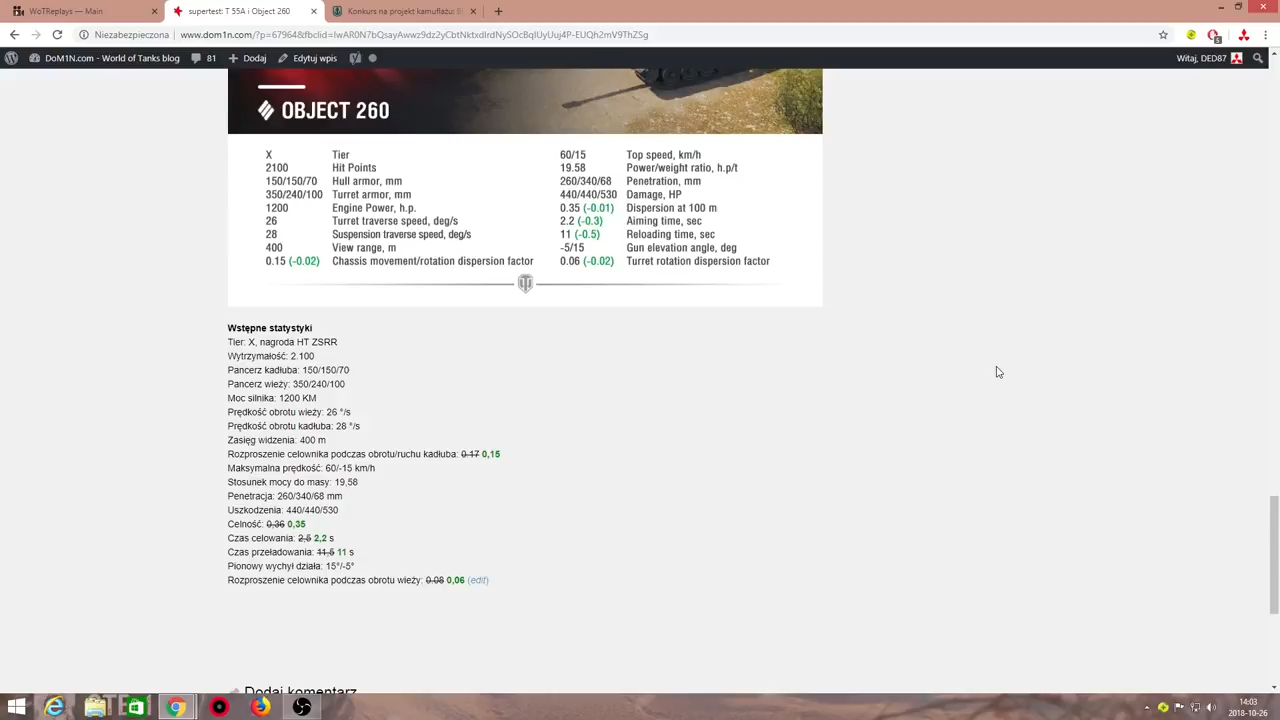 WoTReplays — Main
supertest: T 55A i Object 260
Konkurs na projekt kamuflażu:
Niezabezpieczona
www.dom1n.com/?p=67964&fbclid=IwAR0N7bQsayAwwz9dz2yCbtNktxdIrdNySOcBqIUyUuj4P-EUQh2mV9ThZSg
DoM1N.com - World of Tanks blog
81
Dodaj
Edytuj wpis
Witaj, DED87
OBJECT 260
X Tier 60/15 Top speed, km/h
2100 Hit Points 19.58 Power/weight ratio, h.p/t
150/150/70 Hull armor, mm 260/340/68 Penetration, mm
350/240/100 Turret armor, mm 440/440/530 Damage, HP
1200 Engine Power, h.p. 0.35 (-0.01) Dispersion at 100 m
26 Turret traverse speed, deg/s 2.2 (-0.3) Aiming time, sec
28 Suspension traverse speed, deg/s 11 (-0.5) Reloading time, sec
400 View range, m -5/15 Gun elevation angle, deg
0.15 (-0.02) Chassis movement/rotation dispersion factor 0.06 (-0.02) Turret rotation dispersion factor
Wstępne statystyki
Tier: X, nagroda HT ZSRR
Wytrzymałość: 2.100
Pancerz kadłuba: 150/150/70
Pancerz wieży: 350/240/100
Moc silnika: 1200 KM
Prędkość obrotu wieży: 26 °/s
Prędkość obrotu kadłuba: 28 °/s
Zasięg widzenia: 400 m
Rozproszenie celownika podczas obrotu/ruchu kadłuba: 0.17 0,15
Maksymalna prędkość: 60/-15 km/h
Stosunek mocy do masy: 19,58
Penetracja: 260/340/68 mm
Uszkodzenia: 440/440/530
Celność: 0,36 0,35
Czas celowania: 2,5 2,2 s
Czas przeładowania: 11,5 11 s
Pionowy wychył działa: 15°/-5°
Rozproszenie celownika podczas obrotu wieży: 0.08 0,06 (edit)
Dodaj komentarz
14:03
2018-10-26